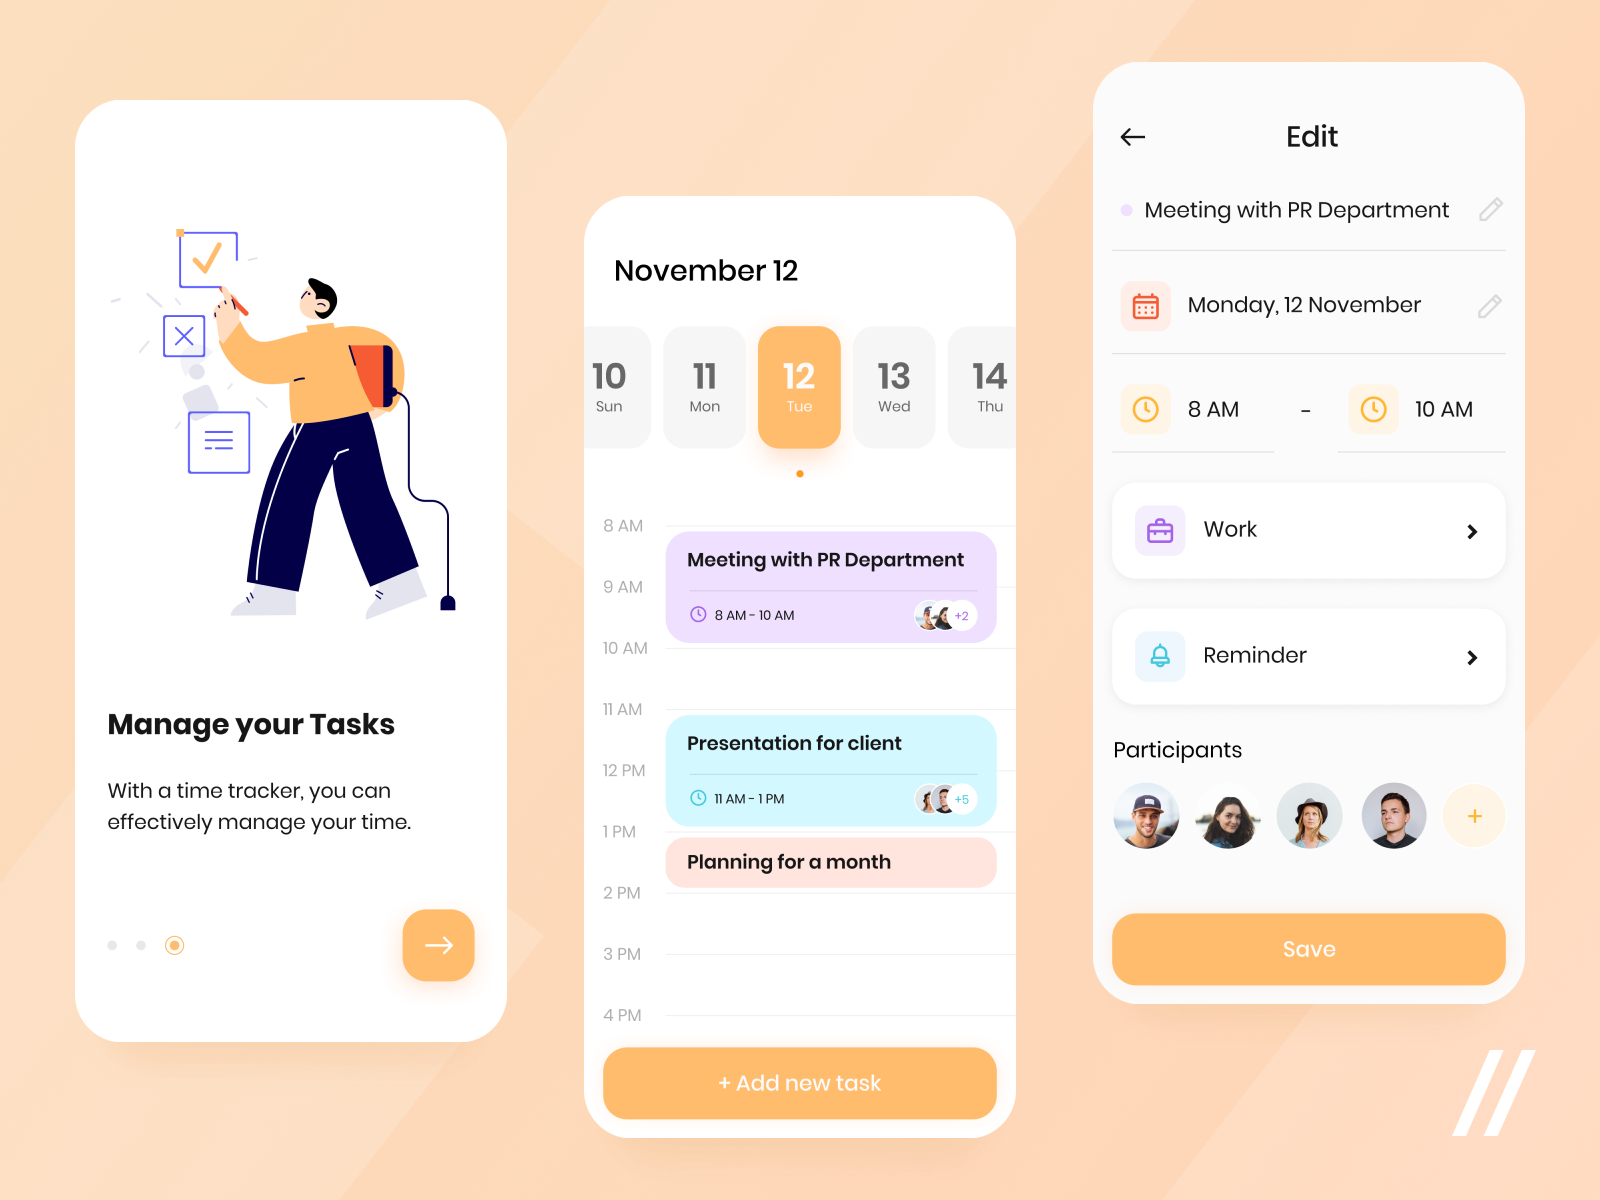 Manage your Tasks
With a time tracker, you can
effectively manage your time.
November 12
10
Sun
11
Mon
12
Tue
13
Wed
14
Thu
8 AM
Meeting with PR Department
9 AM
8 AM - 10 AM
+2
10 AM
11 AM
Presentation for client
12 PM
11 AM - 1 PM
+5
1 PM
Planning for a month
2 PM
3 PM
4 PM
+ Add new task
Edit
Meeting with PR Department
Monday, 12 November
8 AM - 10 AM
Work
Reminder
Participants
+
Save